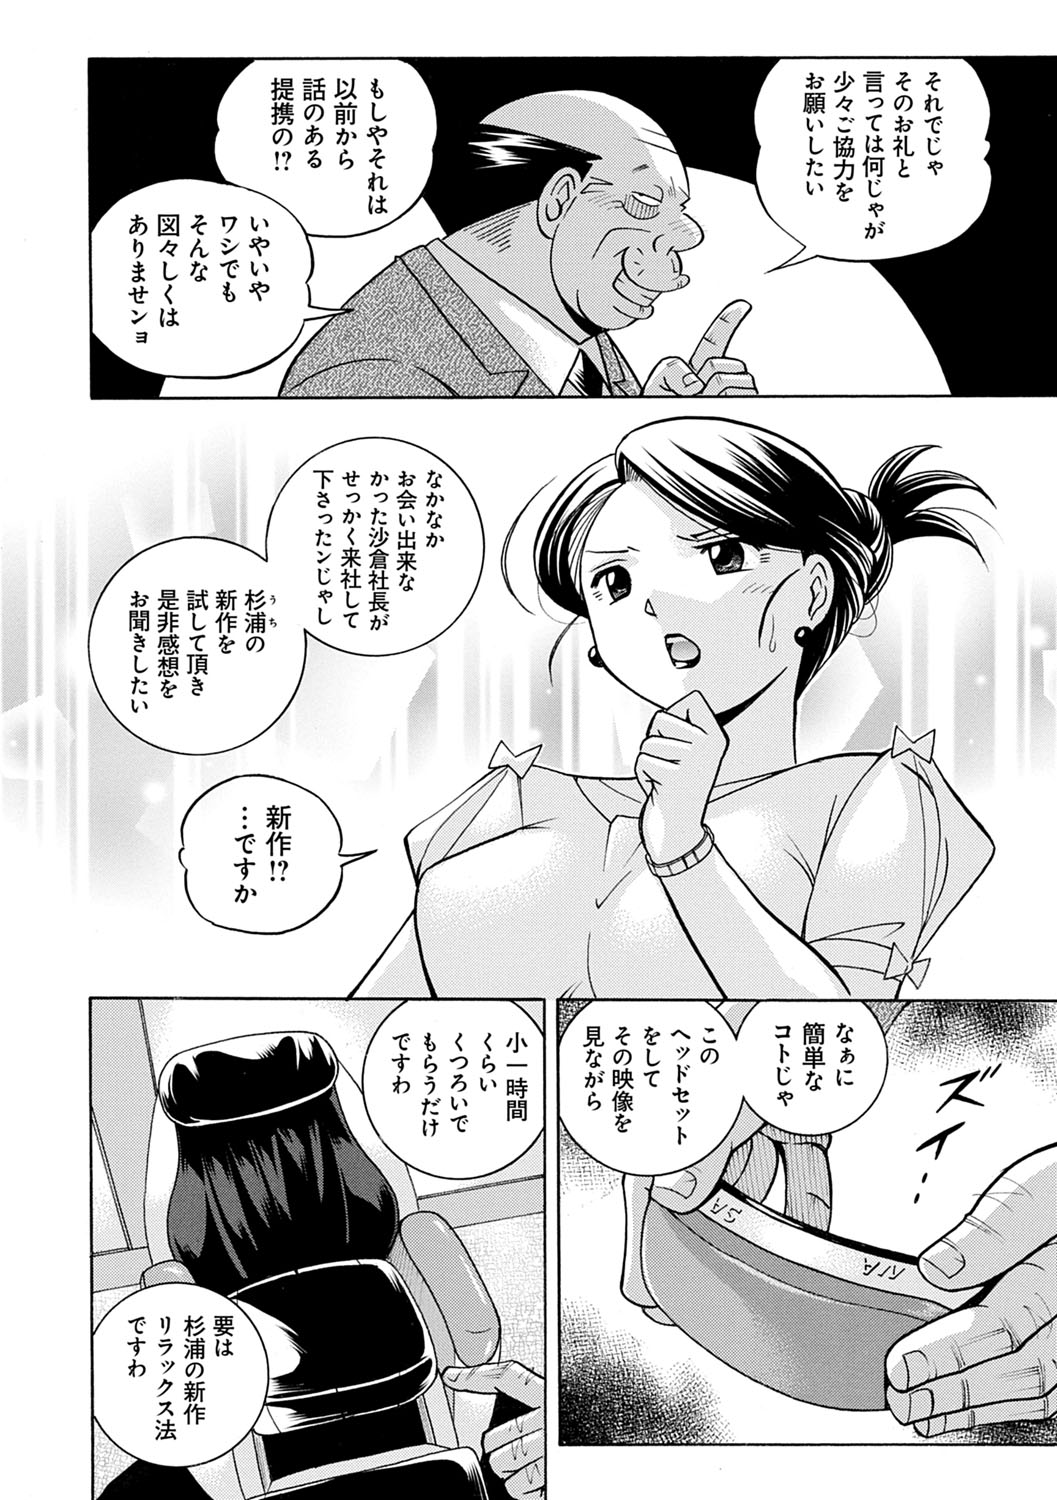 それでじゃ
そのお礼と
言っては何じゃが
少々ご協力を
お願いしたい
もしやそれは
以前から
話のある
提携の!?
いやいや
ワシでも
そんな
図々しくは
ありませンョ
なかなか
お会い出来な
かった沙倉社長が
せっかく来社して
下さったンじゃし
杉浦の
うち
新作を
試して頂き
是非感想を
お聞きしたい
新作!?
…ですか
なぁに
簡単な
コトじゃ
この
ヘッドセット
をして
その映像を
見ながら
スイ…
小一時間
くらい
くつろいで
もらうだけ
ですわ
要は
杉浦の新作
リラックス法
ですわ